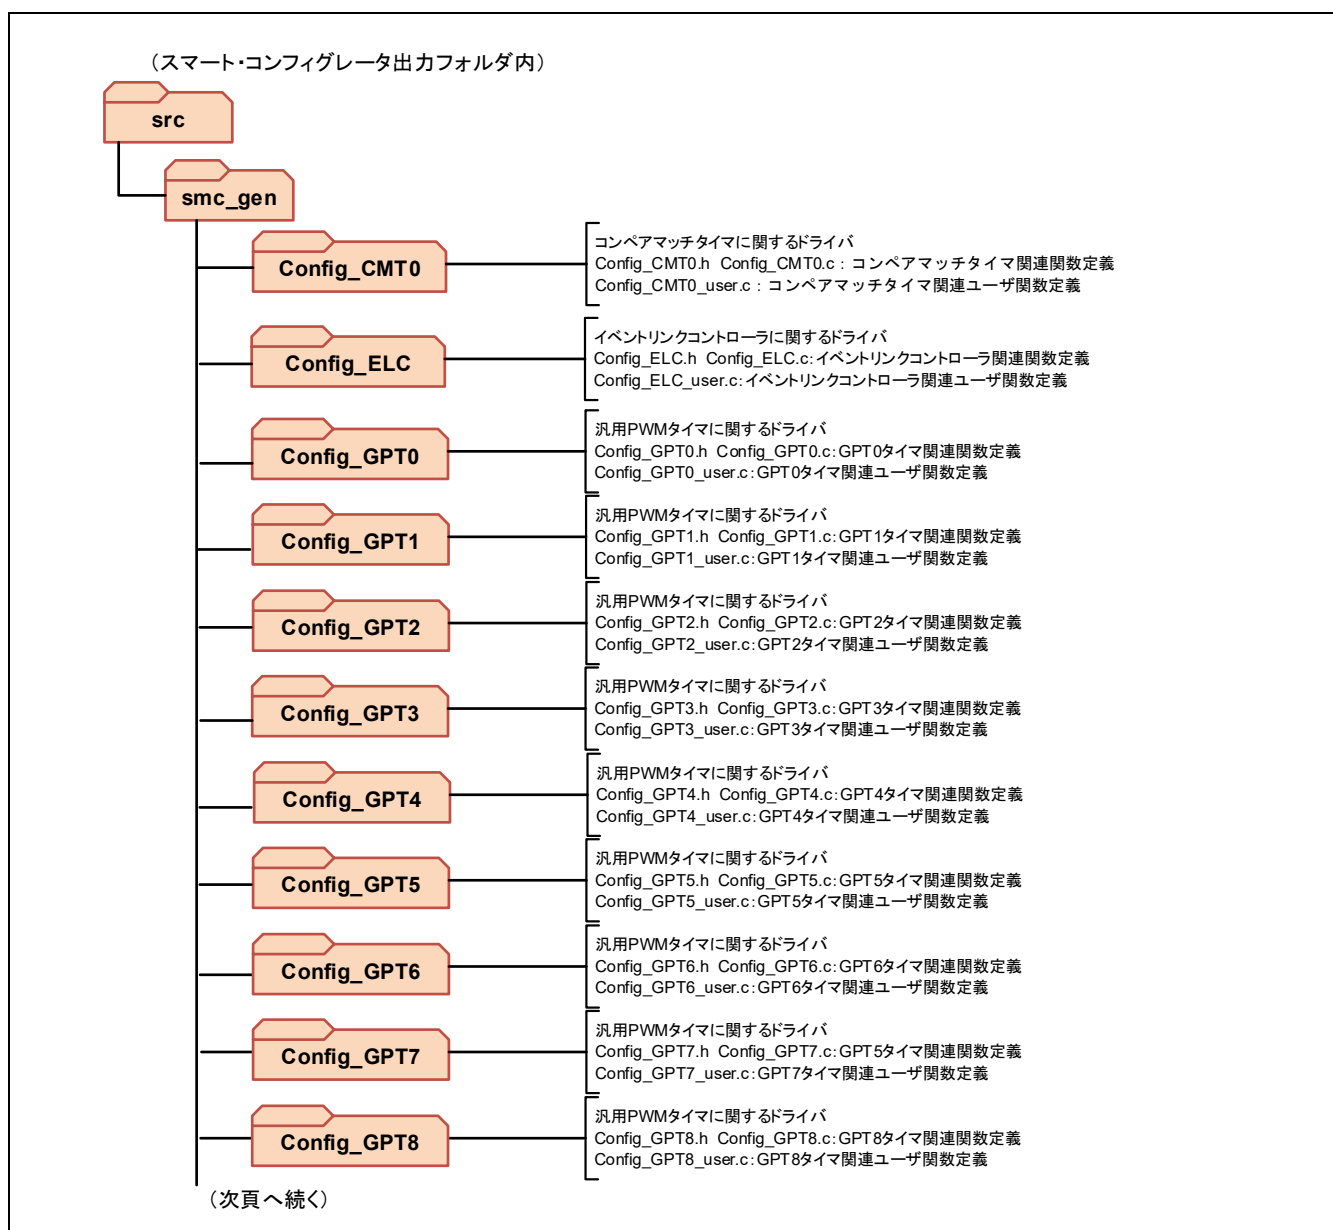 （スマート・コンフィグレータ出力フォルダ内）
src
smc_gen
Config_CMT0
コンペアマッチタイマに関するドライバ
Config_CMT0.h Config_CMT0.c : コンペアマッチタイマ関連関数定義
Config_CMT0_user.c : コンペアマッチタイマ関連ユーザ関数定義
Config_ELC
イベントリンクコントローラに関するドライバ
Config_ELC.h Config_ELC.c:イベントリンクコントローラ関連関数定義
Config_ELC_user.c:イベントリンクコントローラ関連ユーザ関数定義
Config_GPT0
汎用PWMタイマに関するドライバ
Config_GPT0.h Config_GPT0.c:GPT0タイマ関連関数定義
Config_GPT0_user.c:GPT0タイマ関連ユーザ関数定義
Config_GPT1
汎用PWMタイマに関するドライバ
Config_GPT1.h Config_GPT1.c:GPT1タイマ関連関数定義
Config_GPT1_user.c:GPT1タイマ関連ユーザ関数定義
Config_GPT2
汎用PWMタイマに関するドライバ
Config_GPT2.h Config_GPT2.c:GPT2タイマ関連関数定義
Config_GPT2_user.c:GPT2タイマ関連ユーザ関数定義
Config_GPT3
汎用PWMタイマに関するドライバ
Config_GPT3.h Config_GPT3.c:GPT3タイマ関連関数定義
Config_GPT3_user.c:GPT3タイマ関連ユーザ関数定義
Config_GPT4
汎用PWMタイマに関するドライバ
Config_GPT4.h Config_GPT4.c:GPT4タイマ関連関数定義
Config_GPT4_user.c:GPT4タイマ関連ユーザ関数定義
Config_GPT5
汎用PWMタイマに関するドライバ
Config_GPT5.h Config_GPT5.c:GPT5タイマ関連関数定義
Config_GPT5_user.c:GPT5タイマ関連ユーザ関数定義
Config_GPT6
汎用PWMタイマに関するドライバ
Config_GPT6.h Config_GPT6.c:GPT6タイマ関連関数定義
Config_GPT6_user.c:GPT6タイマ関連ユーザ関数定義
Config_GPT7
汎用PWMタイマに関するドライバ
Config_GPT7.h Config_GPT7.c:GPT5タイマ関連関数定義
Config_GPT7_user.c:GPT7タイマ関連ユーザ関数定義
Config_GPT8
汎用PWMタイマに関するドライバ
Config_GPT8.h Config_GPT8.c:GPT8タイマ関連関数定義
Config_GPT8_user.c:GPT8タイマ関連ユーザ関数定義
（次頁へ続く）